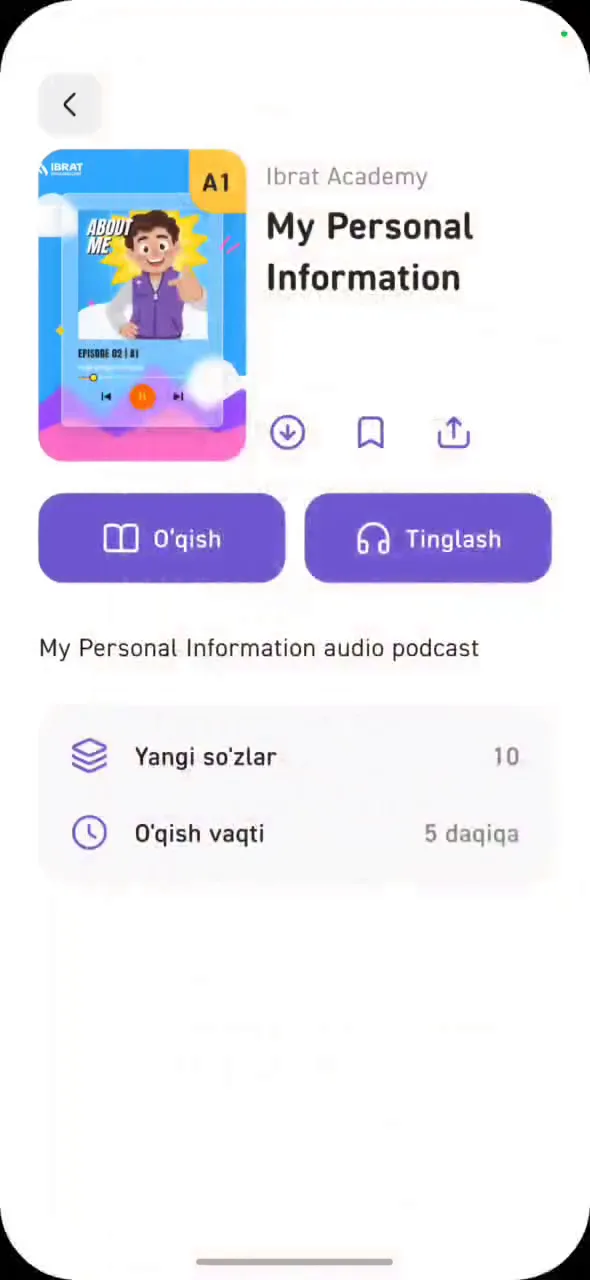 IBRAT
A1
ABOUT
ME
EPISODE 02 | A1
Ibrat Academy
My Personal
Information
O'qish
Tinglash
My Personal Information audio podcast
Yangi so'zlar
10
O'qish vaqti
5 daqiqa